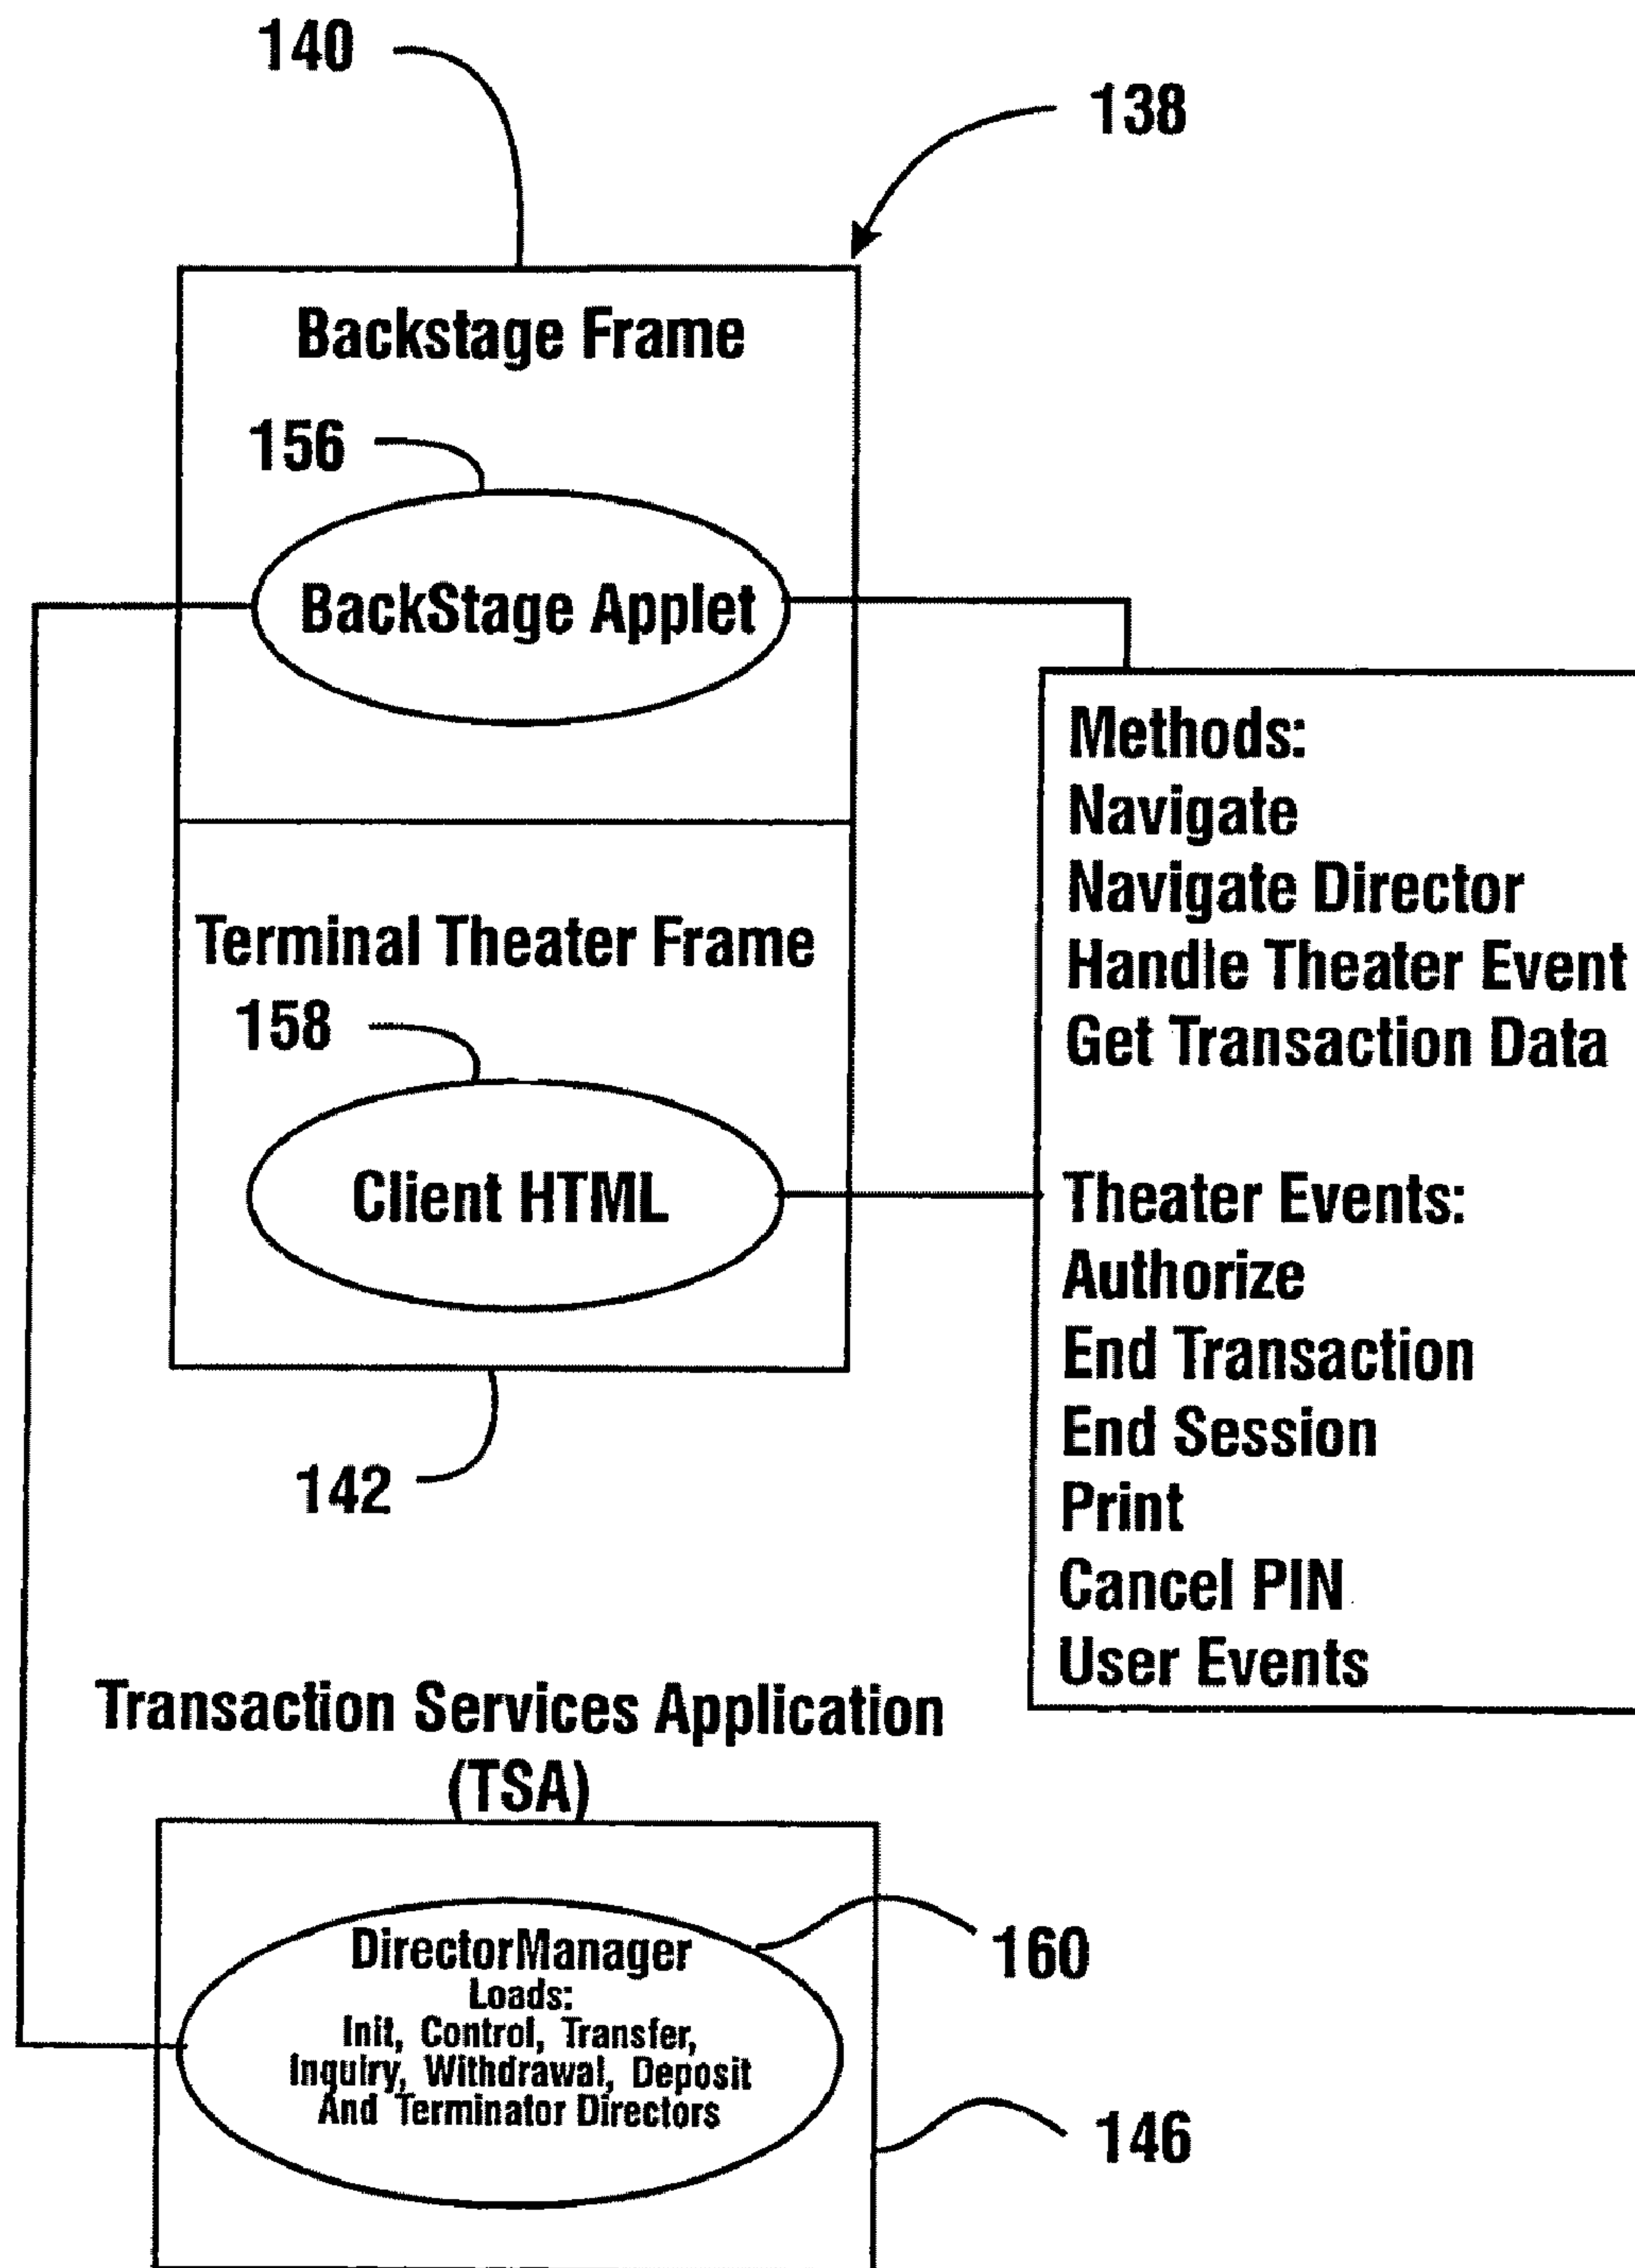 140
138
Backstage Frame
156
BackStage Applet
Terminal Theater Frame
158
Client HTML
142
Methods:
Navigate
Navigate Director
Handle Theater Event
Get Transaction Data
Theater Events:
Authorize
End Transaction
End Session
Print
Cancel PIN
User Events
Transaction Services Application
(TSA)
DirectorManager
Loads:
Init, Control, Transfer,
Inquiry, Withdrawal, Deposit
And Terminator Directors
160
146